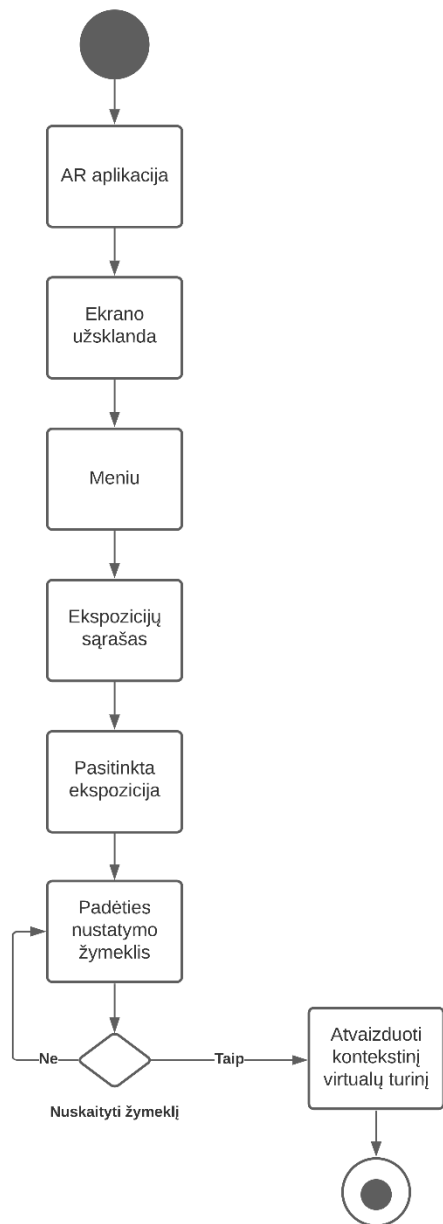 AR aplikacija
Ekrano
užsklanda
Meniu
Ekspozicijų
sąrašas
Pasitinkta
ekspozicija
Padėties
nustatymo
žymeklis
Ne
Taip
Nuskaityti žymeklį
Atvaizduoti
kontekstinį
virtualų turinį